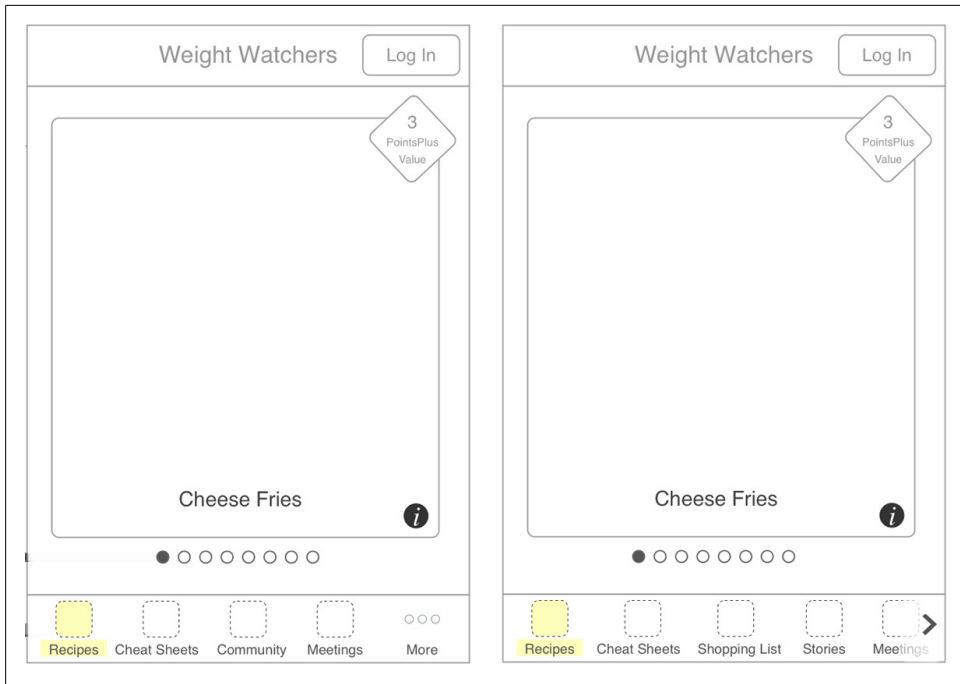 Weight Watchers
Log In
3
PointsPlus
Value
Cheese Fries
i
Recipes
Cheat Sheets
Community
Meetings
More
Weight Watchers
Log In
3
PointsPlus
Value
Cheese Fries
i
Recipes
Cheat Sheets
Shopping List
Stories
Meetings